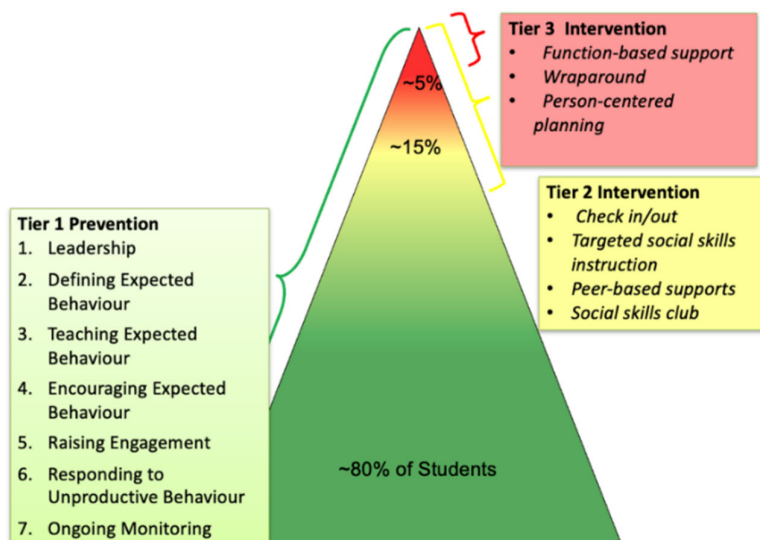 Tier 3 Intervention
• Function-based support
• Wraparound
• Person-centered
planning
~5%
~15%
Tier 2 Intervention
• Check in/out
• Targeted social skills
instruction
• Peer-based supports
• Social skills club
Tier 1 Prevention
1. Leadership
2. Defining Expected
Behaviour
3. Teaching Expected
Behaviour
4. Encouraging Expected
Behaviour
5. Raising Engagement
6. Responding to
Unproductive Behaviour
7. Ongoing Monitoring
~80% of Students